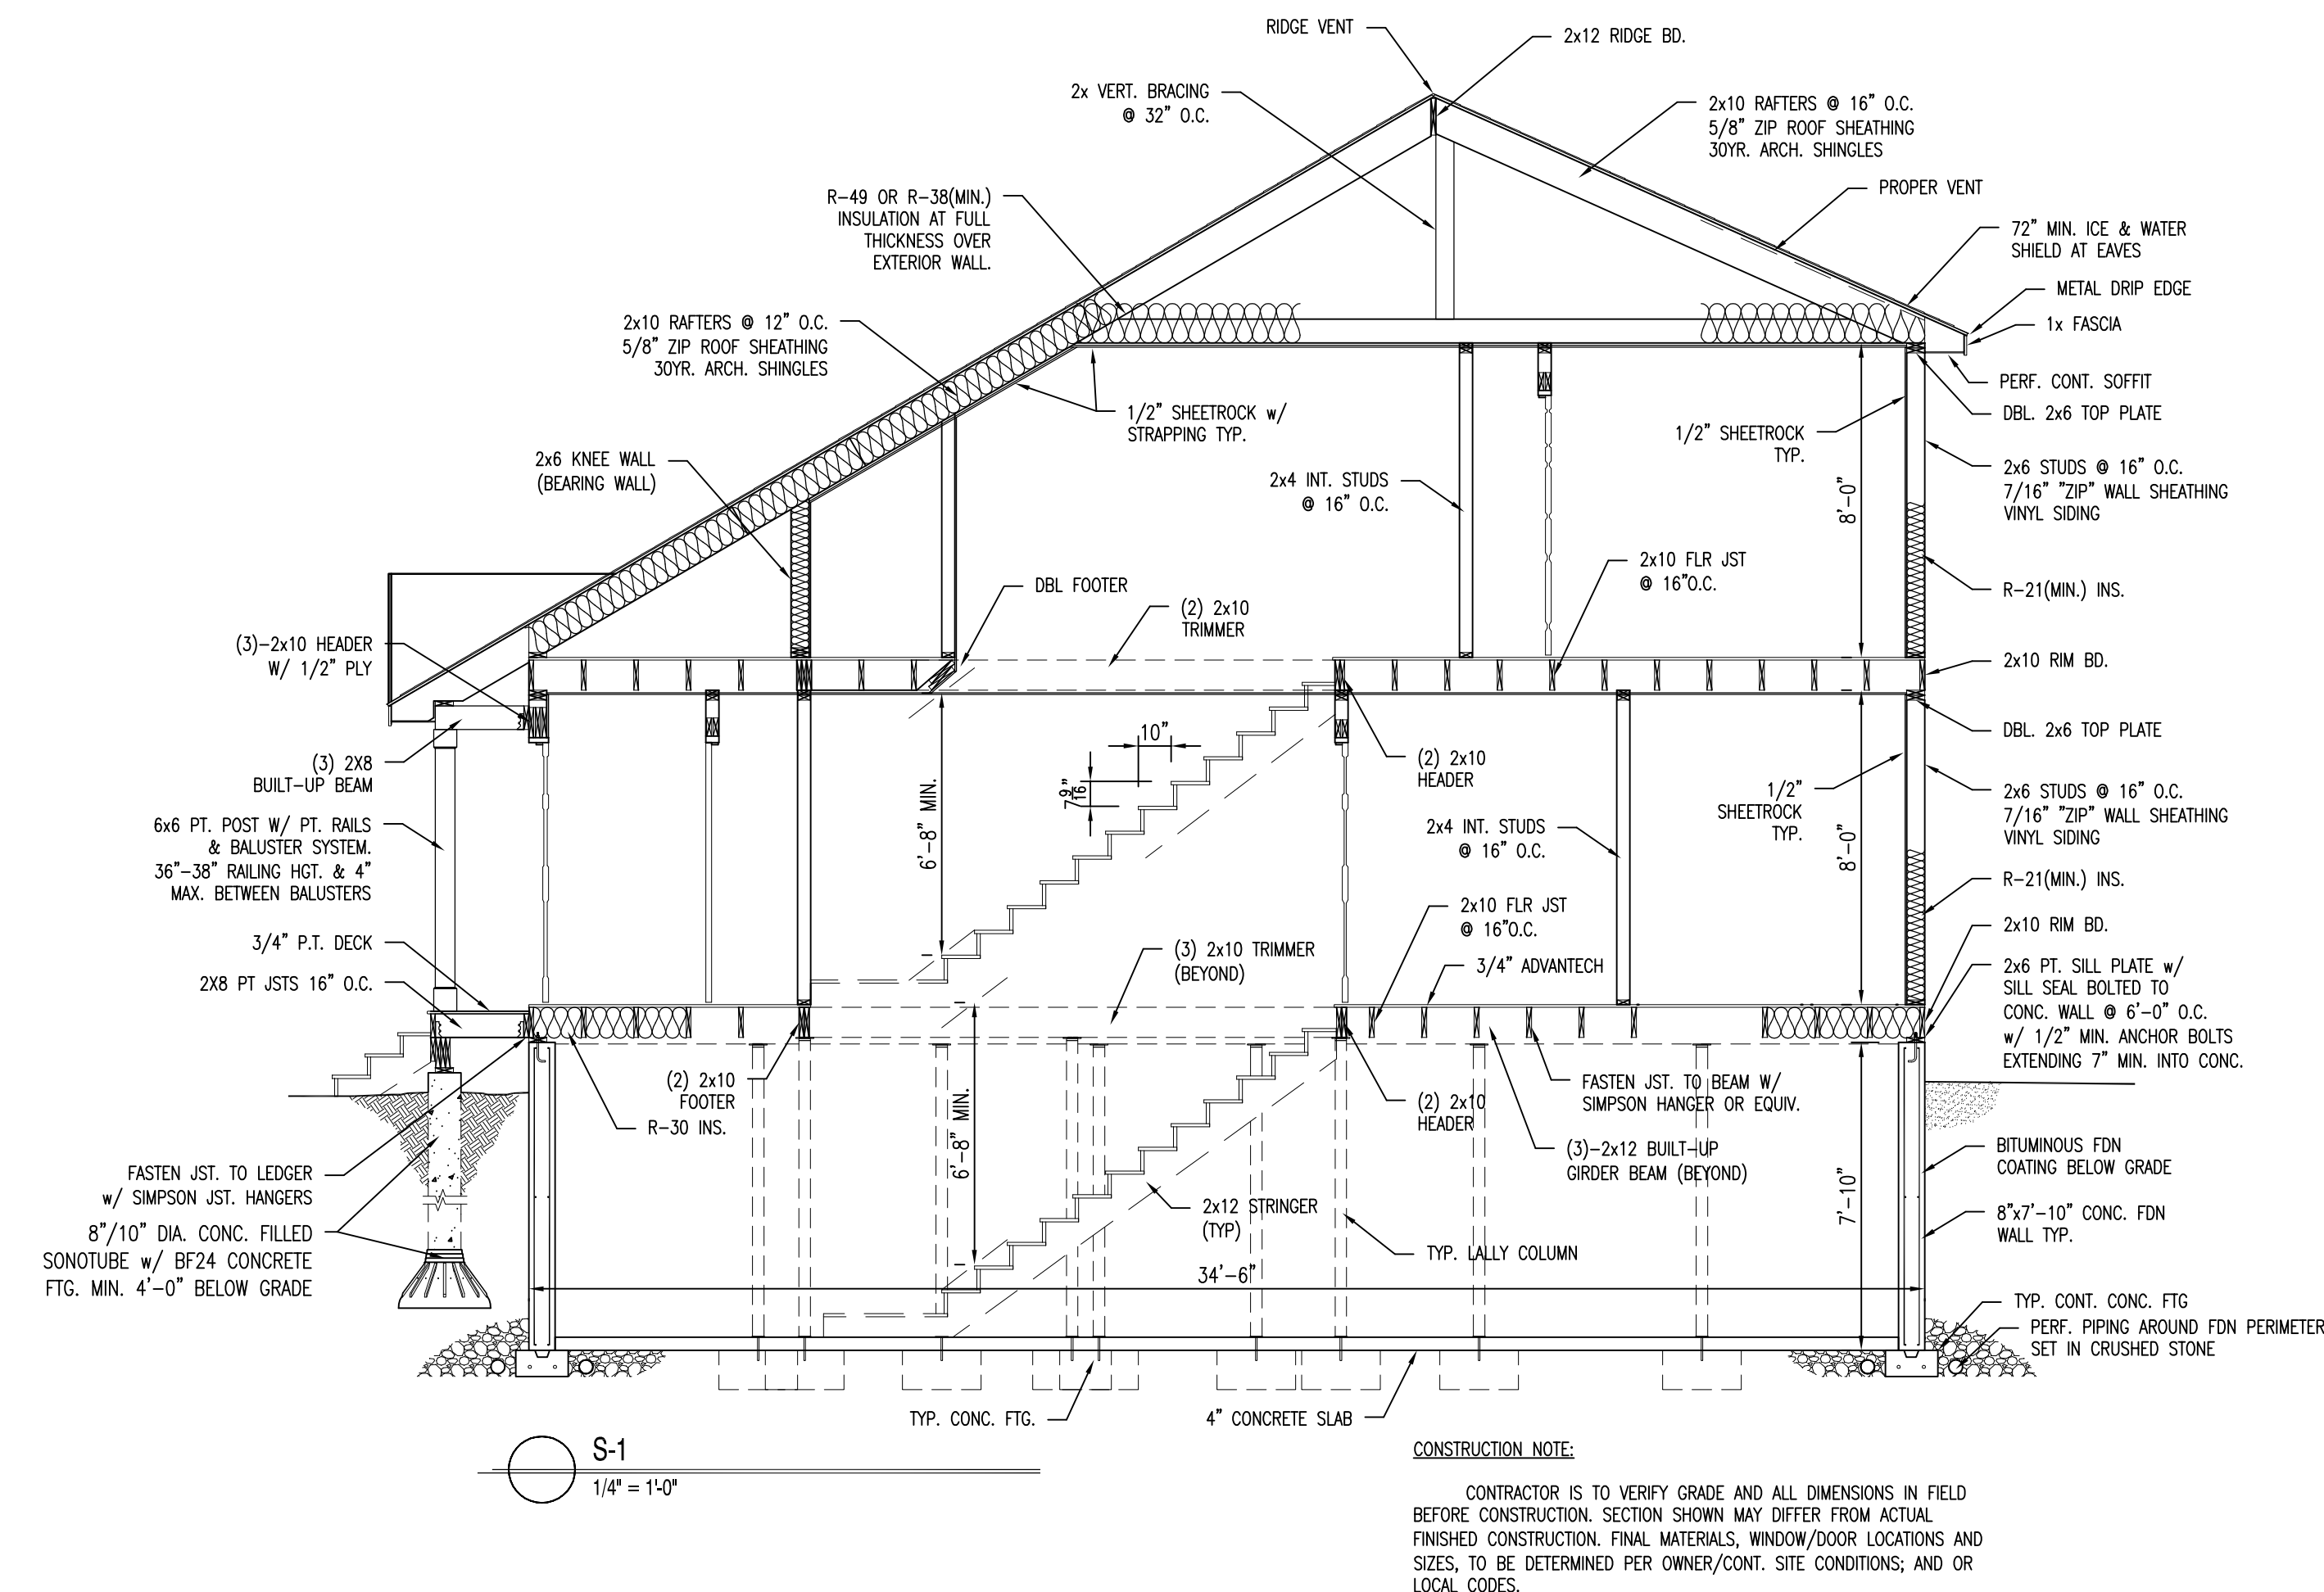 RIDGE VENT
2x12 RIDGE BD.
2x VERT. BRACING
@ 32" O.C.
2x10 RAFTERS @ 16" O.C.
5/8" ZIP ROOF SHEATHING
30YR. ARCH. SHINGLES
PROPER VENT
R-49 OR R-38(MIN.)
INSULATION AT FULL
THICKNESS OVER
EXTERIOR WALL.
72" MIN. ICE & WATER
SHIELD AT EAVES
METAL DRIP EDGE
1x FASCIA
2x10 RAFTERS @ 12" O.C.
5/8" ZIP ROOF SHEATHING
30YR. ARCH. SHINGLES
PERF. CONT. SOFFIT
DBL. 2x6 TOP PLATE
1/2" SHEETROCK w/
STRAPPING TYP.
1/2" SHEETROCK
TYP.
2x6 KNEE WALL
(BEARING WALL)
2x4 INT. STUDS
@ 16" O.C.
8'-0"
2x6 STUDS @ 16" O.C.
7/16" "ZIP" WALL SHEATHING
VINYL SIDING
2x10 FLR JST
@ 16"O.C.
R-21(MIN.) INS.
DBL FOOTER
(2) 2x10
TRIMMER
(3)-2x10 HEADER
W/ 1/2" PLY
2x10 RIM BD.
DBL. 2x6 TOP PLATE
(3) 2X8
BUILT-UP BEAM
10"
7 9/16"
6'-8" MIN.
(2) 2x10
HEADER
1/2"
SHEETROCK
TYP.
8'-0"
2x6 STUDS @ 16" O.C.
7/16" "ZIP" WALL SHEATHING
VINYL SIDING
6x6 PT. POST W/ PT. RAILS
& BALUSTER SYSTEM.
36"-38" RAILING HGT. & 4"
MAX. BETWEEN BALUSTERS
2x4 INT. STUDS
@ 16" O.C.
R-21(MIN.) INS.
2x10 FLR JST
@ 16"O.C.
2x10 RIM BD.
3/4" P.T. DECK
(3) 2x10 TRIMMER
(BEYOND)
3/4" ADVANTECH
2X8 PT JSTS 16" O.C.
2x6 PT. SILL PLATE w/
SILL SEAL BOLTED TO
CONC. WALL @ 6'-0" O.C.
w/ 1/2" MIN. ANCHOR BOLTS
EXTENDING 7" MIN. INTO CONC.
(2) 2x10
FOOTER
R-30 INS.
6'-8" MIN.
(2) 2x10
HEADER
FASTEN JST. TO BEAM W/
SIMPSON HANGER OR EQUIV.
(3)-2x12 BUILT-UP
GIRDER BEAM (BEYOND)
BITUMINOUS FDN
COATING BELOW GRADE
FASTEN JST. TO LEDGER
w/ SIMPSON JST. HANGERS
8"/10" DIA. CONC. FILLED
SONOTUBE w/ BF24 CONCRETE
FTG. MIN. 4'-0" BELOW GRADE
2x12 STRINGER
(TYP)
7'-10"
8"x7'-10" CONC. FDN
WALL TYP.
TYP. LALLY COLUMN
34'-6"
TYP. CONT. CONC. FTG
PERF. PIPING AROUND FDN PERIMETER
SET IN CRUSHED STONE
TYP. CONC. FTG.
4" CONCRETE SLAB
S-1
1/4" = 1'-0"
CONSTRUCTION NOTE:
CONTRACTOR IS TO VERIFY GRADE AND ALL DIMENSIONS IN FIELD
BEFORE CONSTRUCTION. SECTION SHOWN MAY DIFFER FROM ACTUAL
FINISHED CONSTRUCTION. FINAL MATERIALS, WINDOW/DOOR LOCATIONS AND
SIZES, TO BE DETERMINED PER OWNER/CONT. SITE CONDITIONS; AND OR
LOCAL CODES.